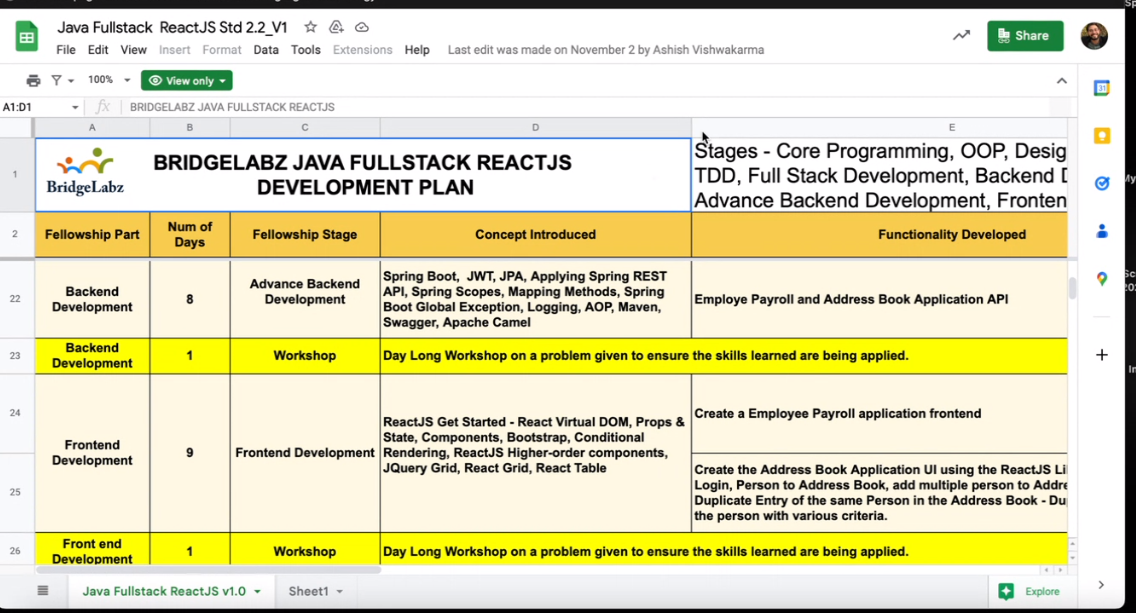 Java Fullstack ReactJS Std 2.2_V1
File Edit View Insert Format Data Tools Extensions Help Last edit was made on November 2 by Ashish Vishwakarma
Share
100% View only
A1:D1 fx BRIDGELABZ JAVA FULLSTACK REACTJS
A B C D E
1
BridgeLabz
BRIDGELABZ JAVA FULLSTACK REACTJS
DEVELOPMENT PLAN
Stages - Core Programming, OOP, Desig
TDD, Full Stack Development, Backend D
Advance Backend Development, Fronten
2
Fellowship Part
Num of
Days
Fellowship Stage
Concept Introduced
Functionality Developed
22
Backend
Development
8
Advance Backend
Development
Spring Boot, JWT, JPA, Applying Spring REST
API, Spring Scopes, Mapping Methods, Spring
Boot Global Exception, Logging, AOP, Maven,
Swagger, Apache Camel
Employe Payroll and Address Book Application API
23
Backend
Development
1
Workshop
Day Long Workshop on a problem given to ensure the skills learned are being applied.
24
Frontend
Development
9
Frontend Development
ReactJS Get Started - React Virtual DOM, Props &
State, Components, Bootstrap, Conditional
Rendering, ReactJS Higher-order components,
JQuery Grid, React Grid, React Table
Create a Employee Payroll application frontend
25
Create the Address Book Application UI using the ReactJS Li
Login, Person to Address Book, add multiple person to Addre
Duplicate Entry of the same Person in the Address Book - Du
the person with various criteria.
26
Front end
Development
1
Workshop
Day Long Workshop on a problem given to ensure the skills learned are being applied.
Java Fullstack ReactJS v1.0 Sheet1 Explore
31